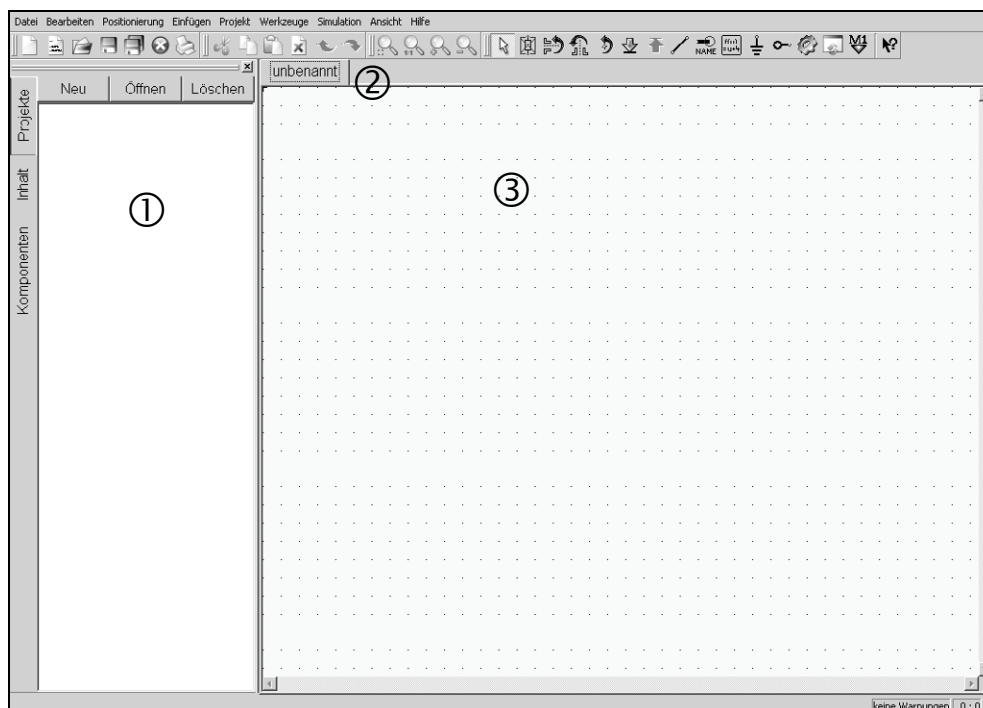 Datei Bearbeiten Positionierung Einfügen Projekt Werkzeuge Simulation Ansicht Hilfe
NAME
unbenannt
②
Neu Öffnen Löschen
Projekte
Inhalt
Komponenten
①
③
keine Warnungen 0 : 0